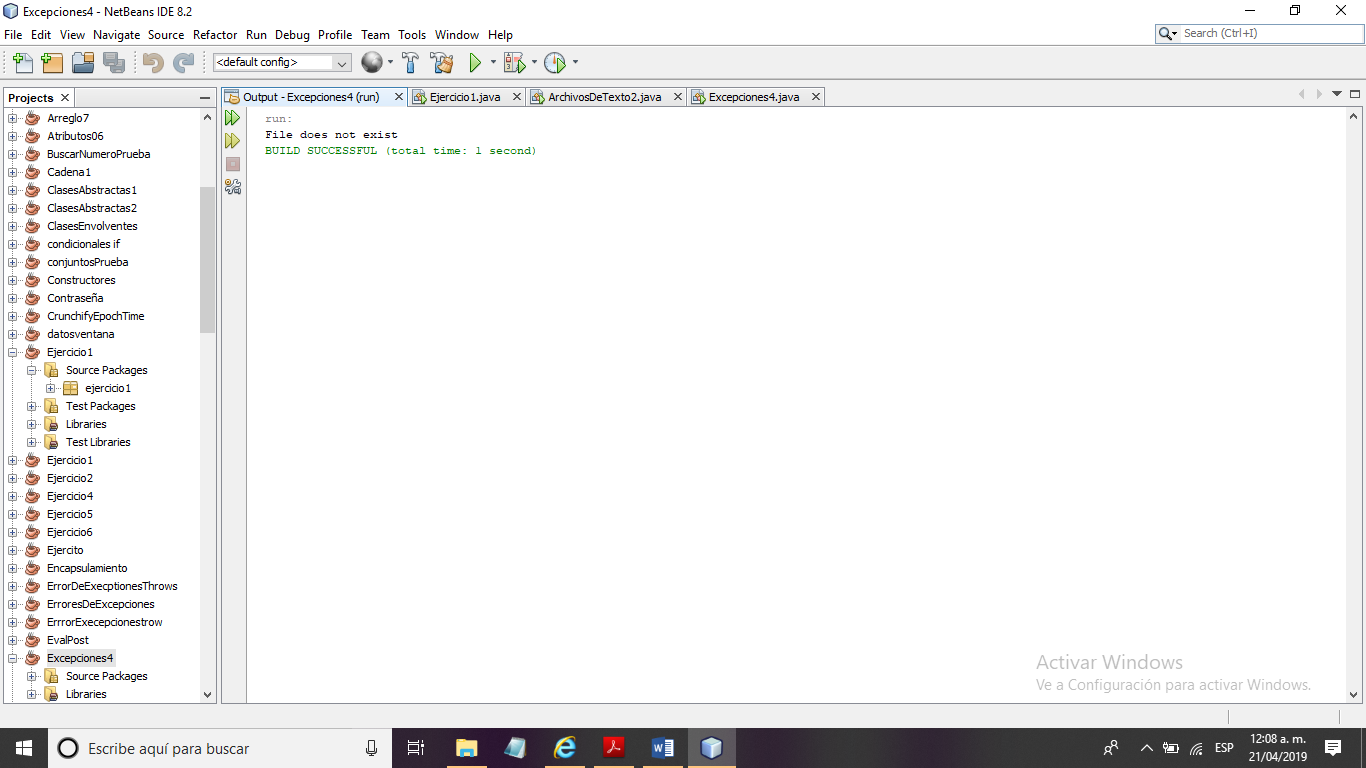 Excepciones4 - NetBeans IDE 8.2
File Edit View Navigate Source Refactor Run Debug Profile Team Tools Window Help
Search (Ctrl+I)
<default config>
Projects
Output - Excepciones4 (run) Ejercicio1.java ArchivosDeTexto2.java Excepciones4.java
Arreglo7
Atributos06
BuscarNumeroPrueba
Cadena1
ClasesAbstractas1
ClasesAbstractas2
ClasesEnvolventes
condicionales if
conjuntosPrueba
Constructores
Contraseña
CrunchifyEpochTime
datosventana
Ejercicio1
Source Packages
ejercicio1
Test Packages
Libraries
Test Libraries
Ejercicio1
Ejercicio2
Ejercicio4
Ejercicio5
Ejercicio6
Ejercito
Encapsulamiento
ErrorDeExecptionesThrows
ErroresDeExcepciones
ErrrorExecepcionestrow
EvalPost
Excepciones4
Source Packages
Libraries
run:
File does not exist
BUILD SUCCESSFUL (total time: 1 second)
Activar Windows
Ve a Configuración para activar Windows.
Escribe aquí para buscar
ESP
12:08 a. m.
21/04/2019